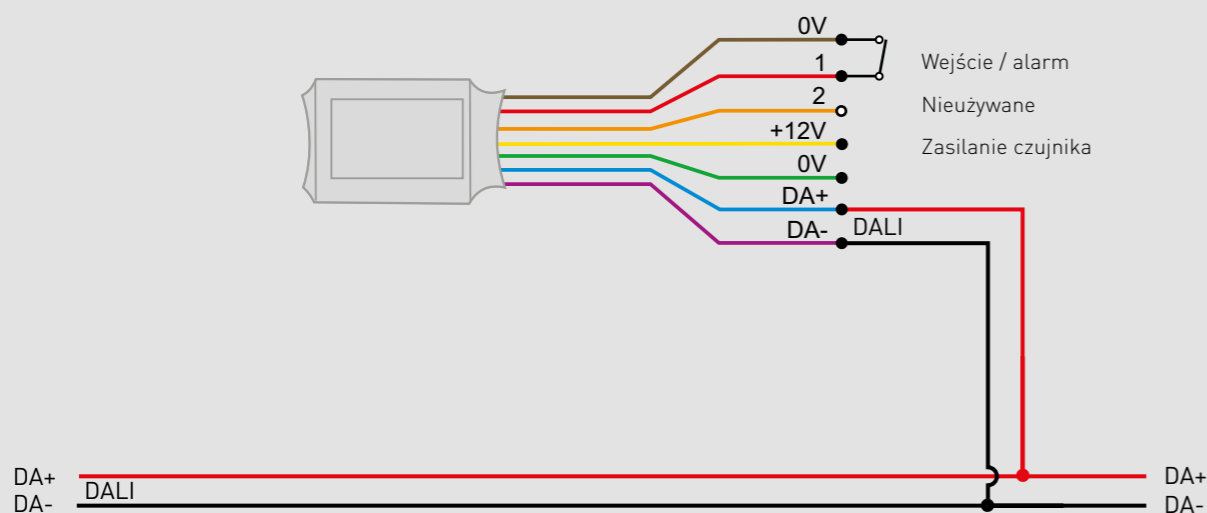 0V
1
Wejście / alarm
2
Nieużywane
+12V
Zasilanie czujnika
0V
DA+
DA-
DALI
DA+
DALI
DA-
DA+
DA-